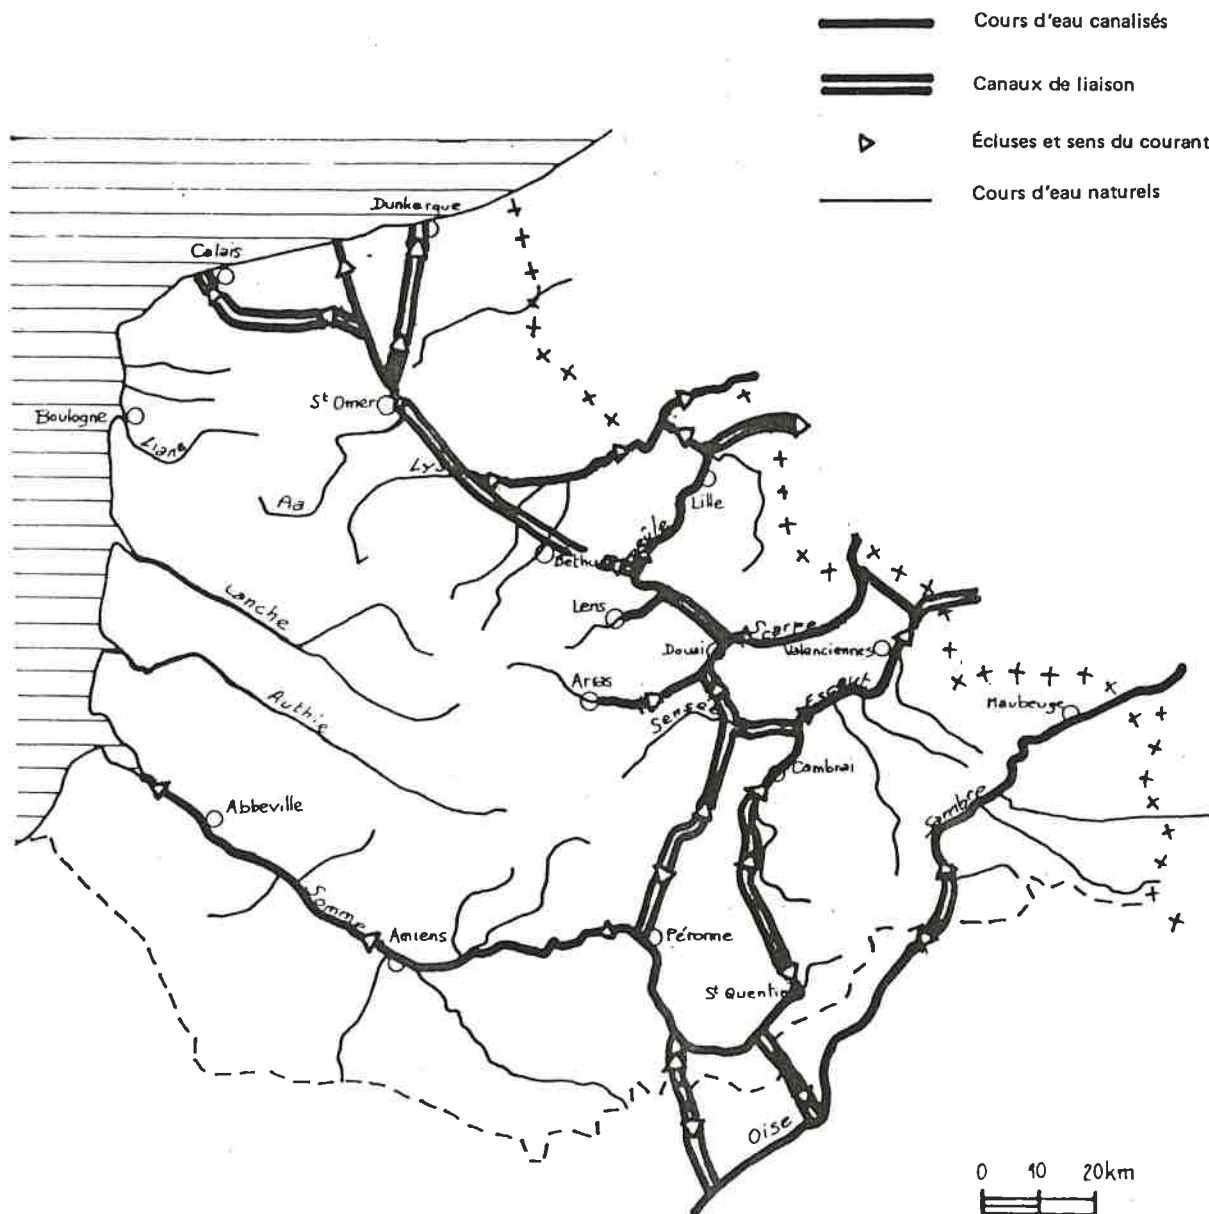 Cours d'eau canalisés
Canaux de liaison
Écluses et sens du courant
Cours d'eau naturels
Dunkerque
Calais
St Omer
Boulogne
Liane
Aa
Lys
Lille
Lens
Canche
Scarpe
Douai
Valenciennes
Arras
Authie
Sensée
Escaut
Maubeuge
Cambrai
Abbeville
Sambre
Somme
Amiens
Péronne
St Quentin
Oise
0 10 20km